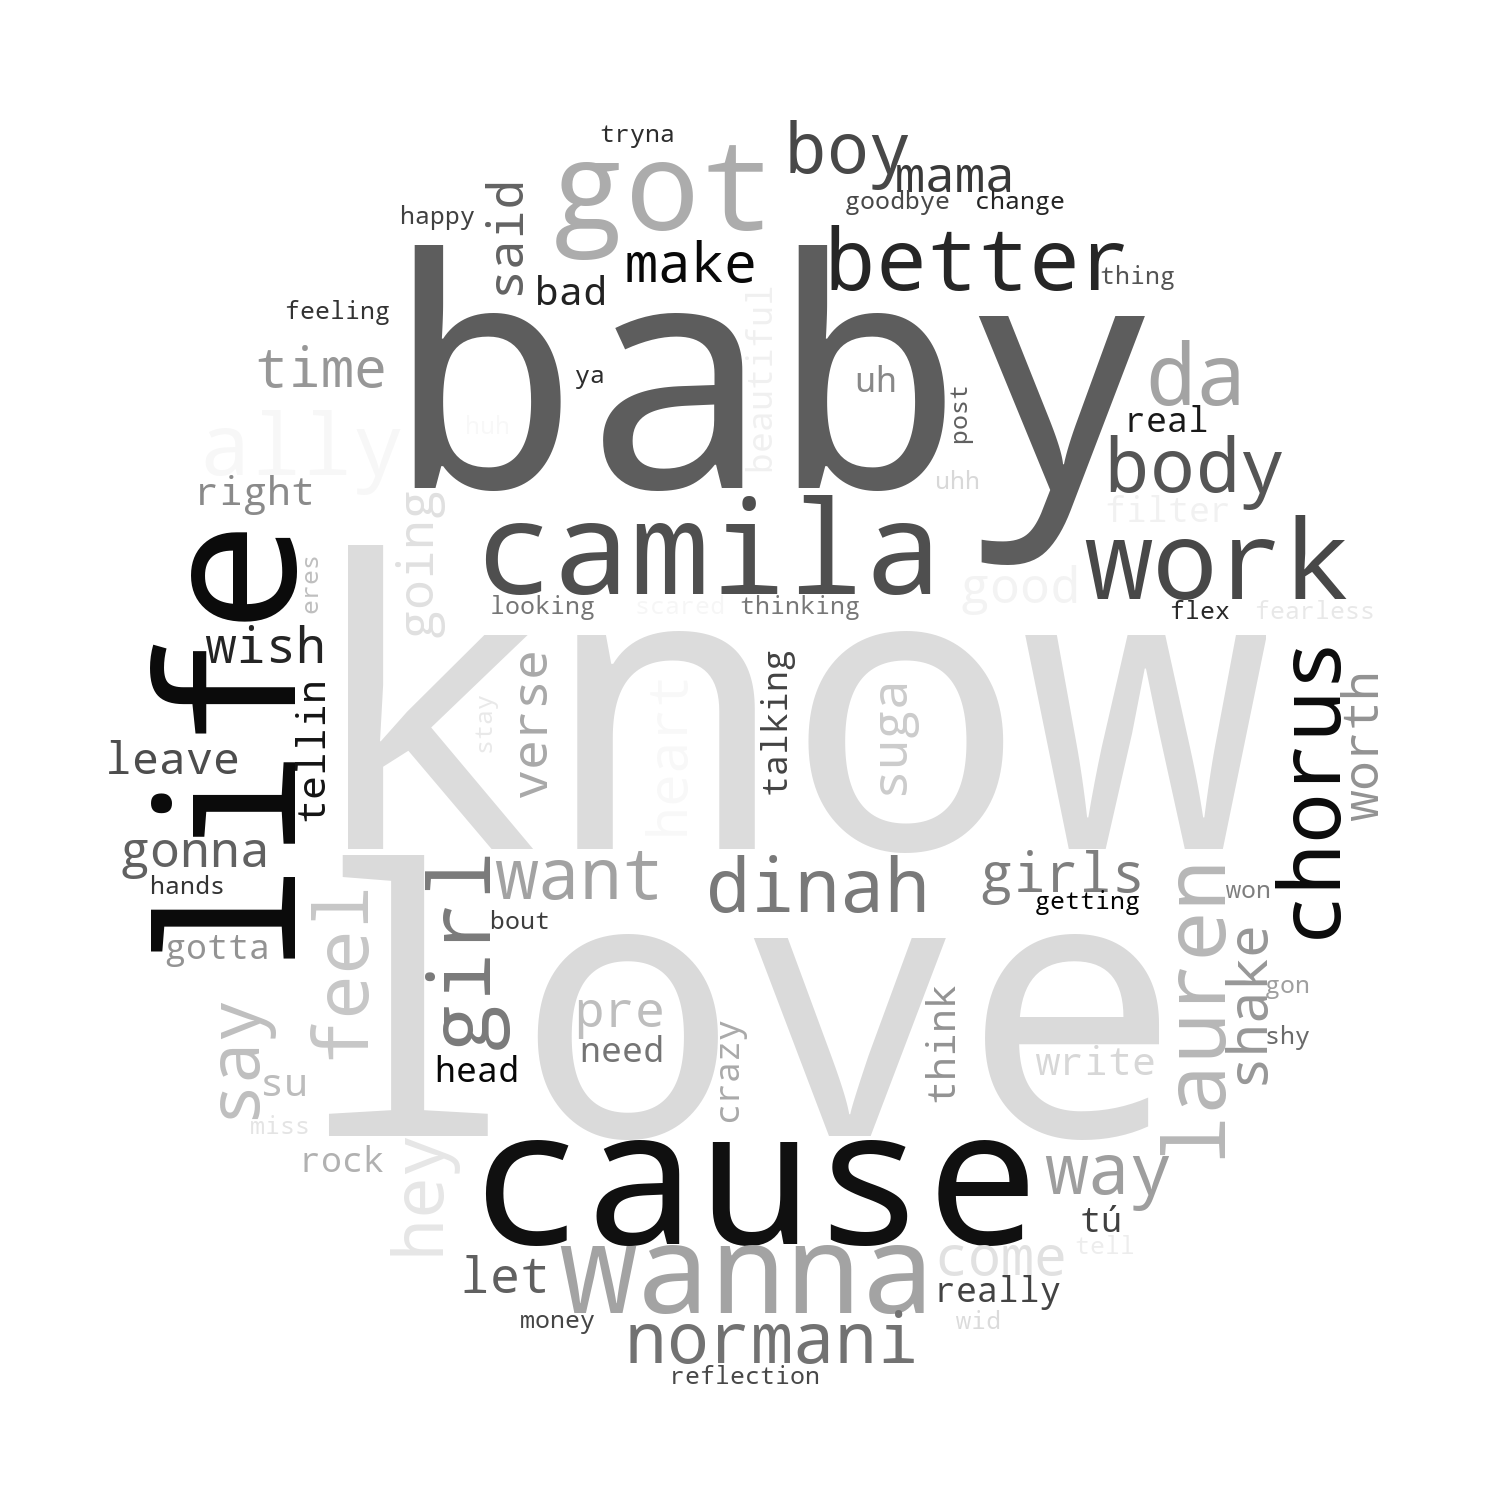 tryna
boy
got
mama
said
happy
goodbye
change
better
make
baby
thing
bad
feeling
beautiful
time
da
ya
uh
post
real
ally
huh
body
right
uhh
going
camila
filter
life
work
eres
good
looking
scared
thinking
flex
fearless
know
wish
chorus
verse
talking
worth
tellin
heart
suga
stay
leave
gonna
want
dinah
girls
love
girl
lauren
hands
won
getting
bout
feel
gotta
shake
pre
think
gon
say
crazy
need
shy
head
write
su
miss
rock
hey
cause
way
tú
wanna
come
tell
let
really
money
wid
normani
reflection